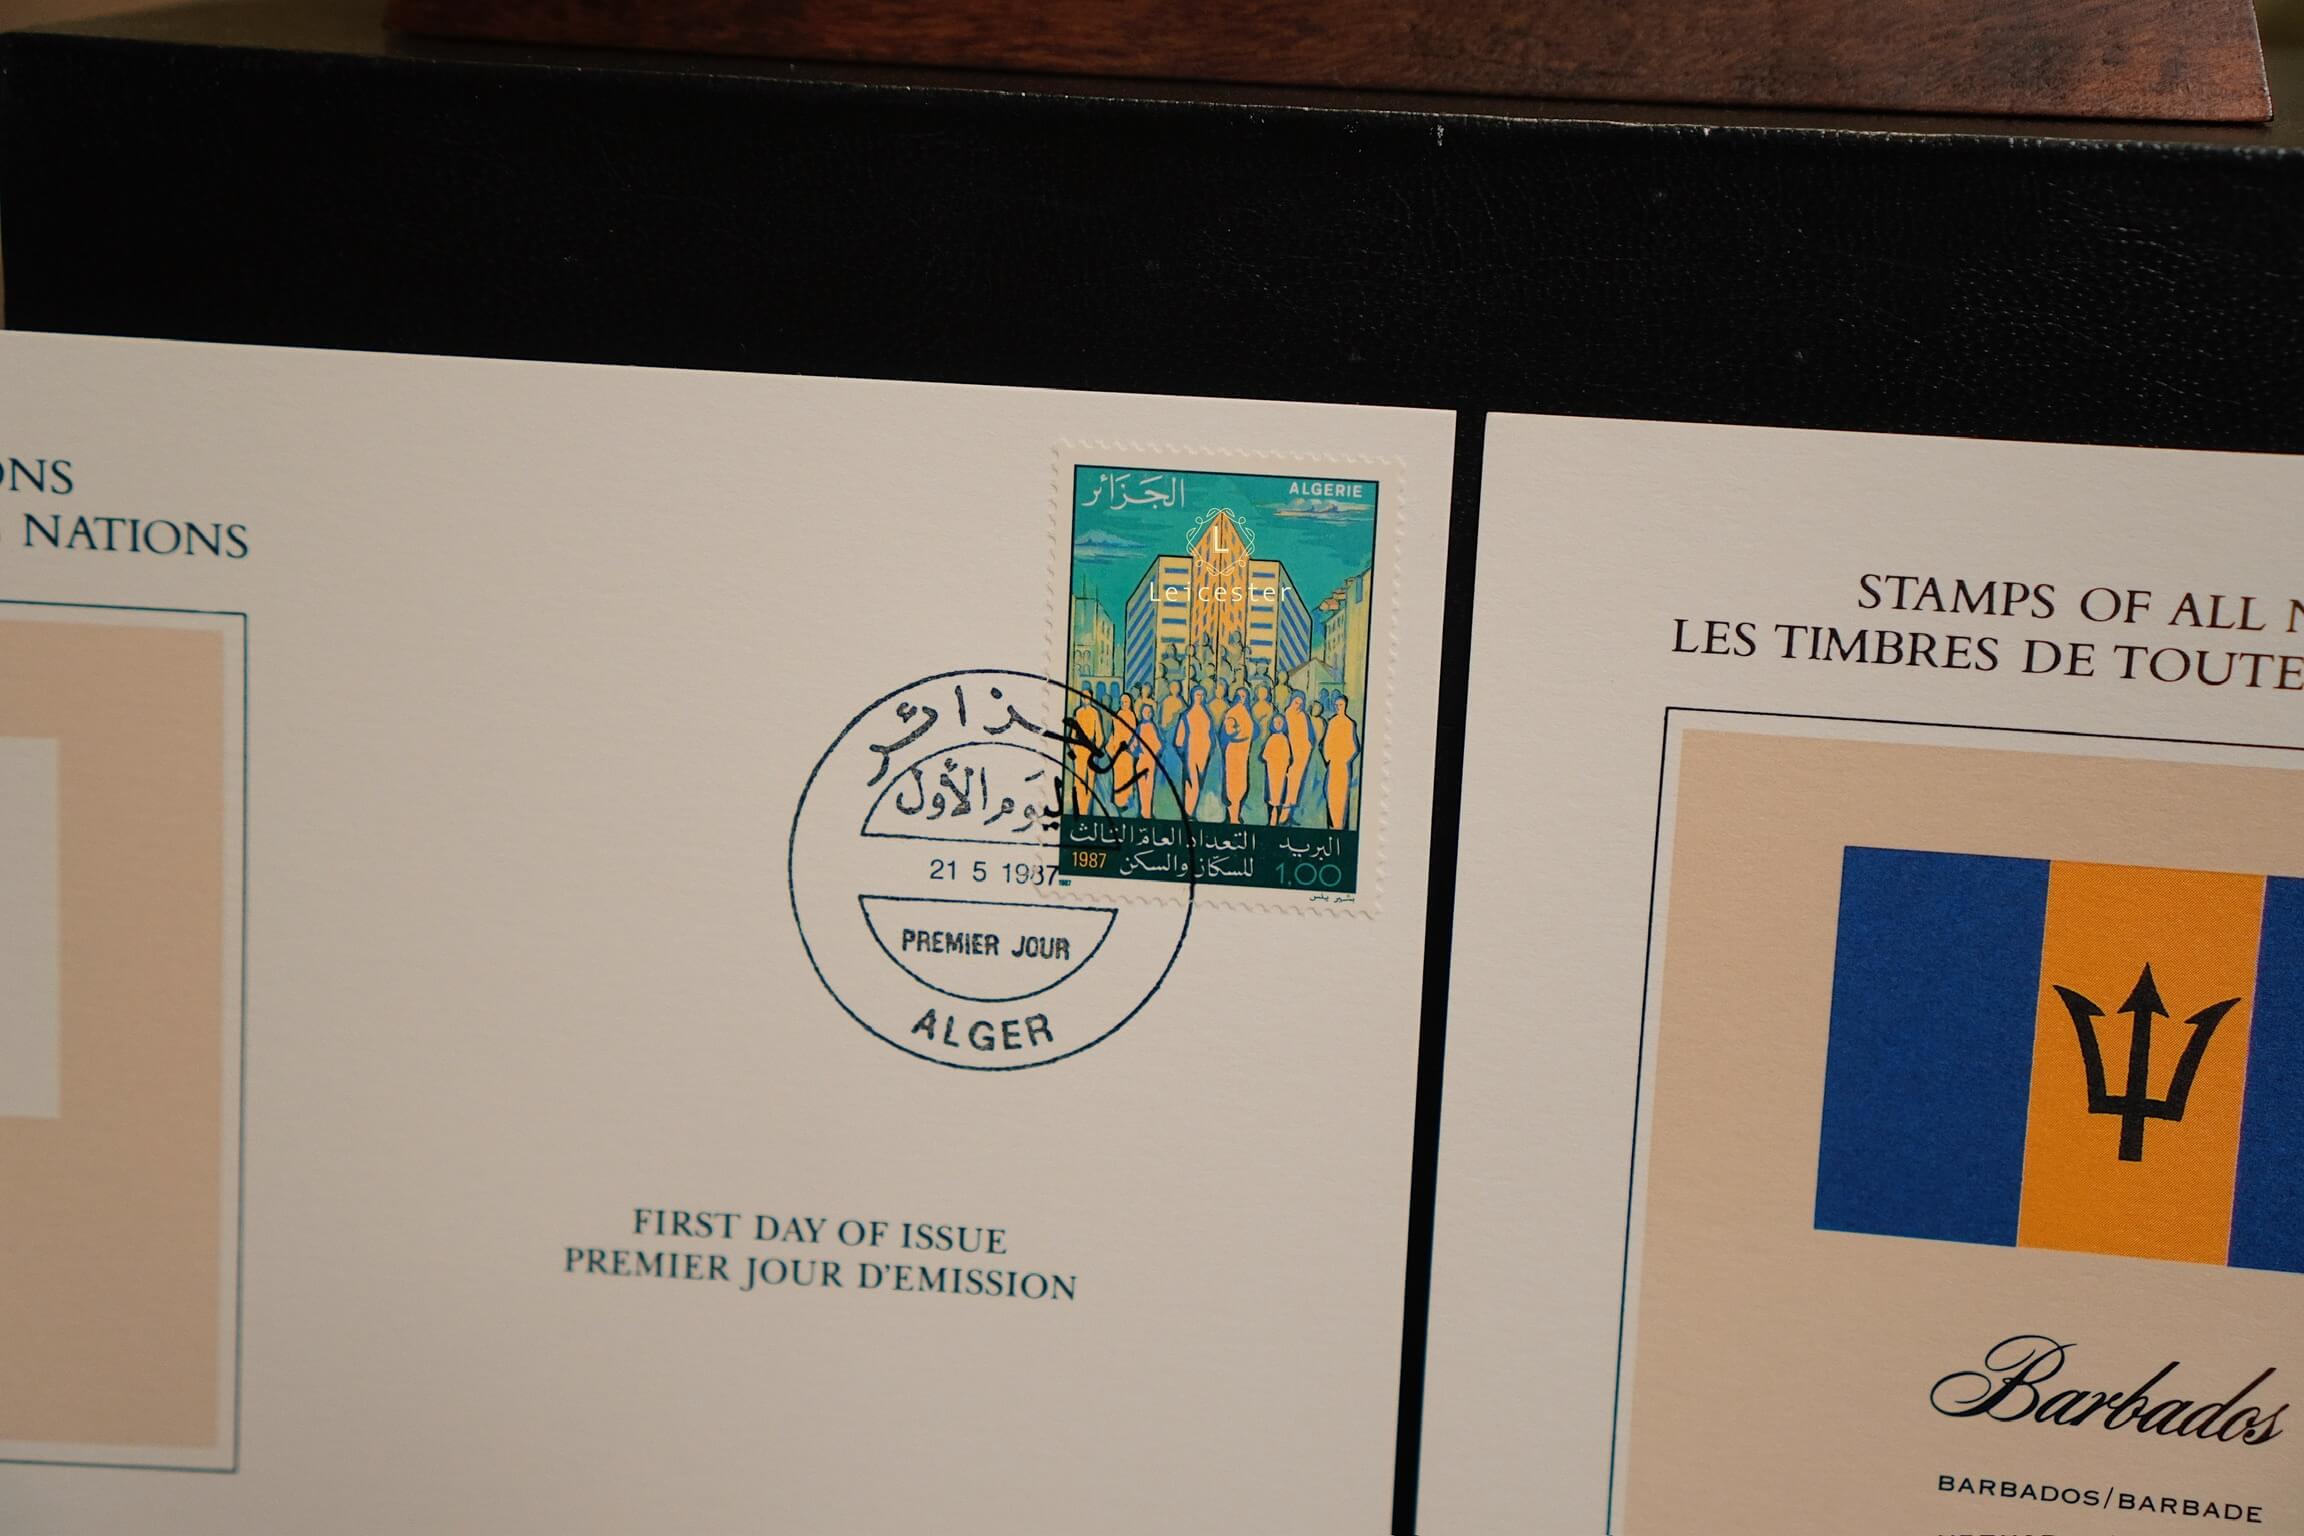 NATIONS
الجزائر
ALGERIE
L
Leicester
البريد
التعداد العام الثالث
للسكان والسكن
1987
1.00
الجزائر
اليوم الأول
21 5 1987
PREMIER JOUR
ALGER
FIRST DAY OF ISSUE
PREMIER JOUR D'EMISSION
STAMPS OF ALL
LES TIMBRES DE
Barbados
BARBADOS/BARBADE